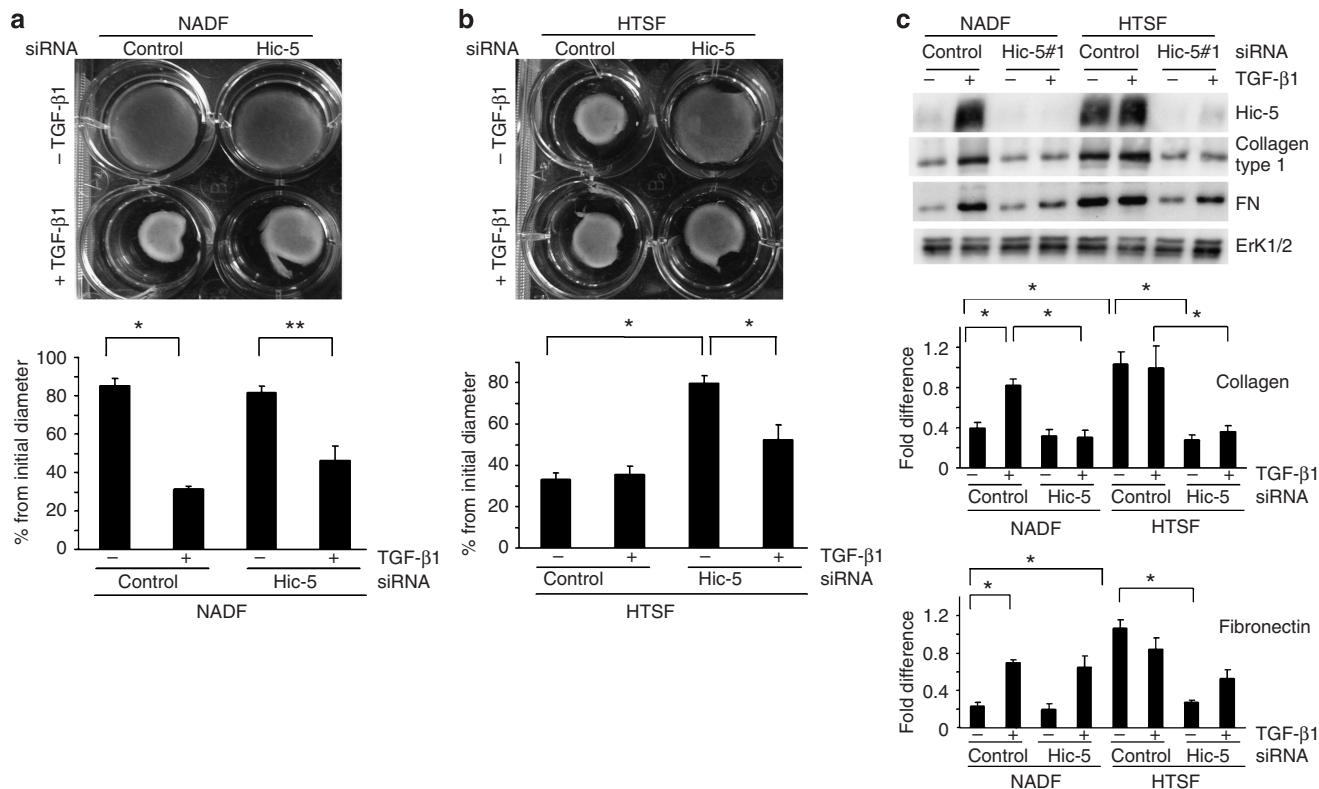 a
NADF
siRNA Control Hic-5
– TGF-β1
+ TGF-β1
* **
% from initial diameter
100
80
60
40
20
0
– + – + TGF-β1
Control Hic-5 siRNA
NADF
b
HTSF
siRNA Control Hic-5
– TGF-β1
+ TGF-β1
* *
% from initial diameter
80
60
40
20
0
– + – + TGF-β1
Control Hic-5 siRNA
HTSF
c
NADF HTSF
Control Hic-5#1 Control Hic-5#1 siRNA
– + – + – + – + TGF-β1
Hic-5
Collagen
type 1
FN
ErK1/2
* *
* * *
Fold difference
1.2
0.8
0.4
0
Collagen
– + – + – + – + TGF-β1
Control Hic-5 Control Hic-5 siRNA
NADF HTSF
*
* *
Fold difference
1.2
0.8
0.4
0
Fibronectin
– + – + – + – + TGF-β1
Control Hic-5 Control Hic-5 siRNA
NADF HTSF